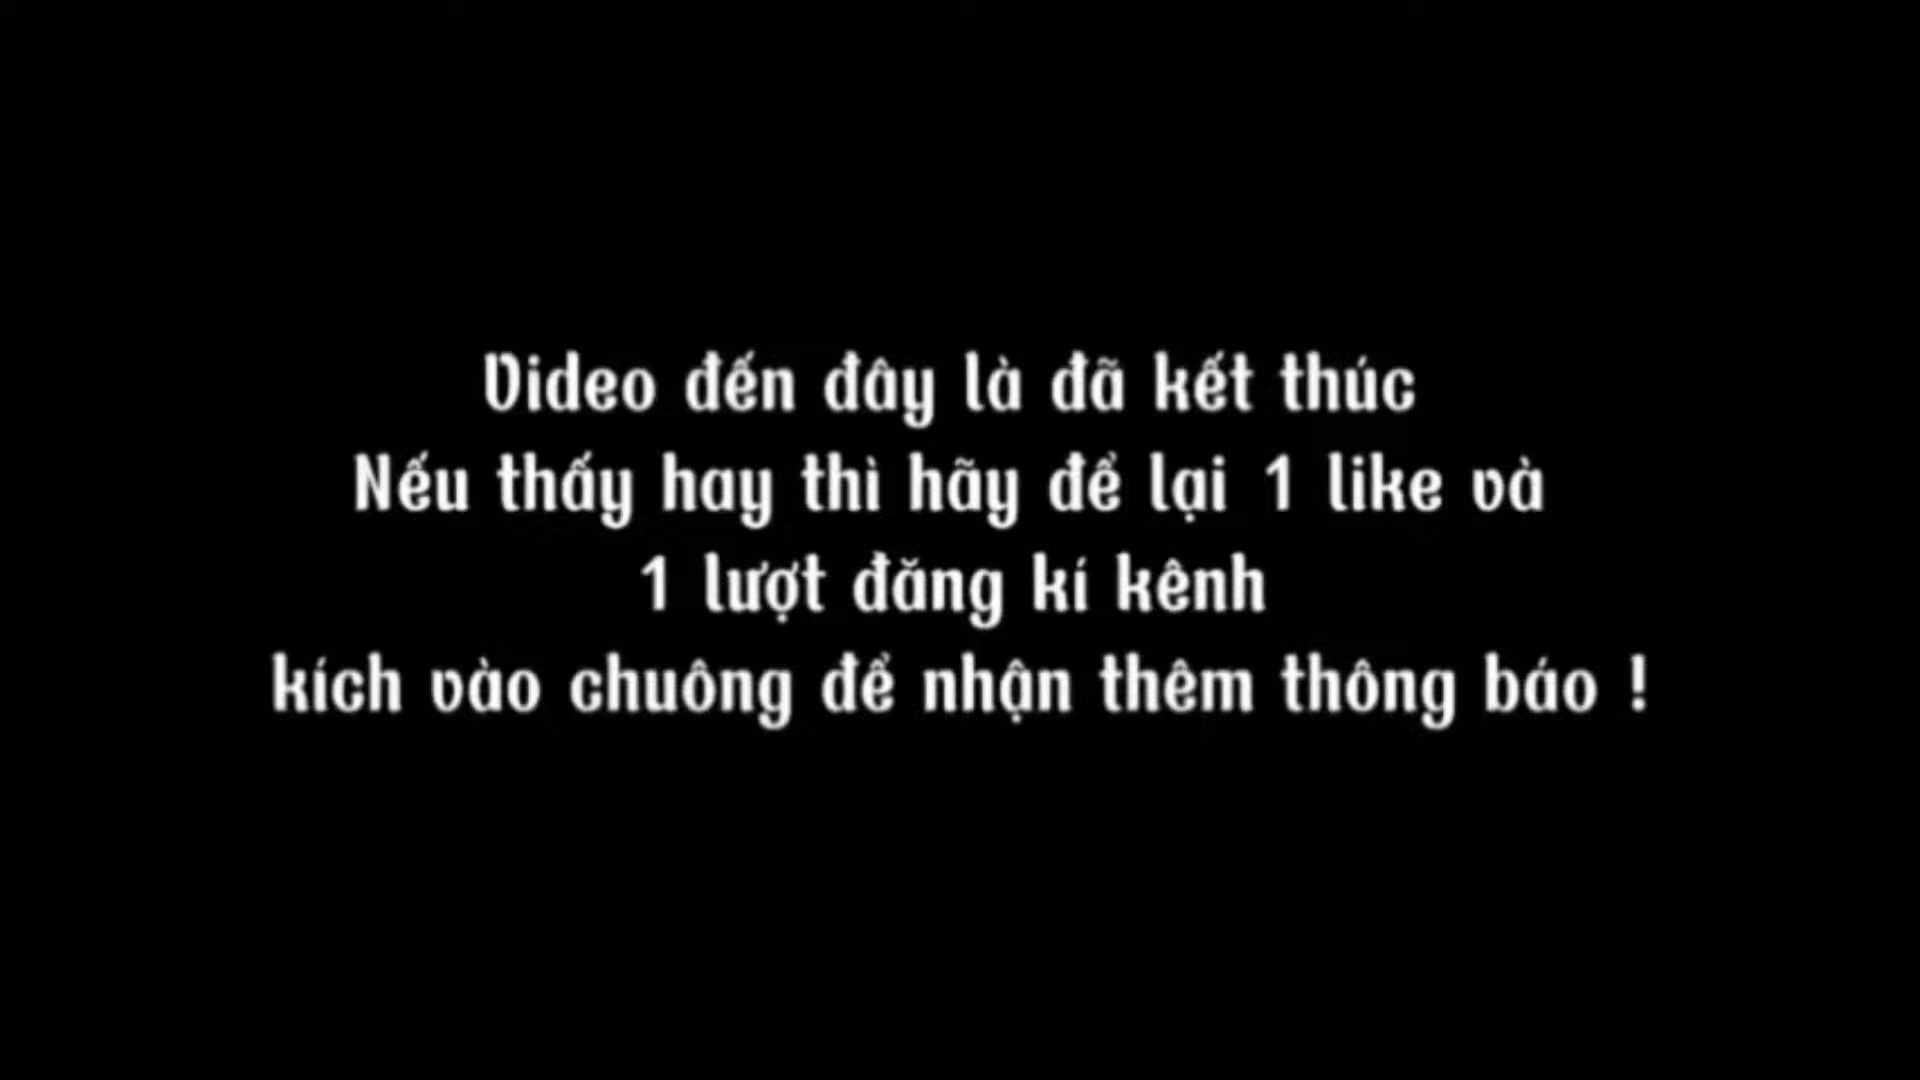 Video đến đây là đã kết thúc
Nếu thấy hay thì hãy để lại 1 like và
1 lượt đăng kí kênh
kích vào chuông để nhận thêm thông báo !